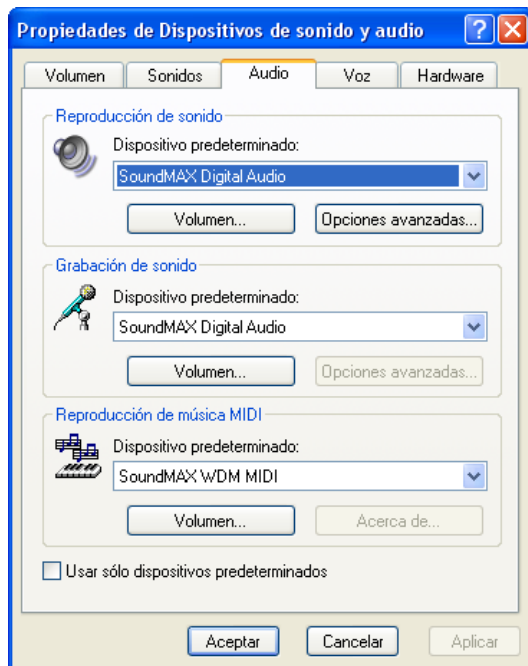 Propiedades de Dispositivos de sonido y audio
Volumen Sonidos Audio Voz Hardware
Reproducción de sonido
Dispositivo predeterminado:
SoundMAX Digital Audio
Volumen... Opciones avanzadas...
Grabación de sonido
Dispositivo predeterminado:
SoundMAX Digital Audio
Volumen... Opciones avanzadas...
Reproducción de música MIDI
Dispositivo predeterminado:
SoundMAX WDM MIDI
Volumen... Acerca de...
Usar sólo dispositivos predeterminados
Aceptar Cancelar Aplicar